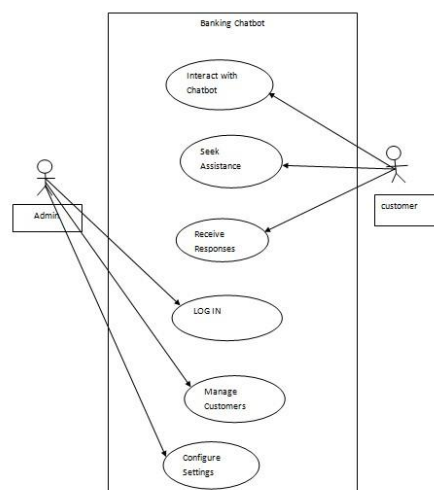 Banking Chatbot
Interact with
Chatbot
Seek
Assistance
Admin
customer
Receive
Responses
LOG IN
Manage
Customers
Configure
Settings